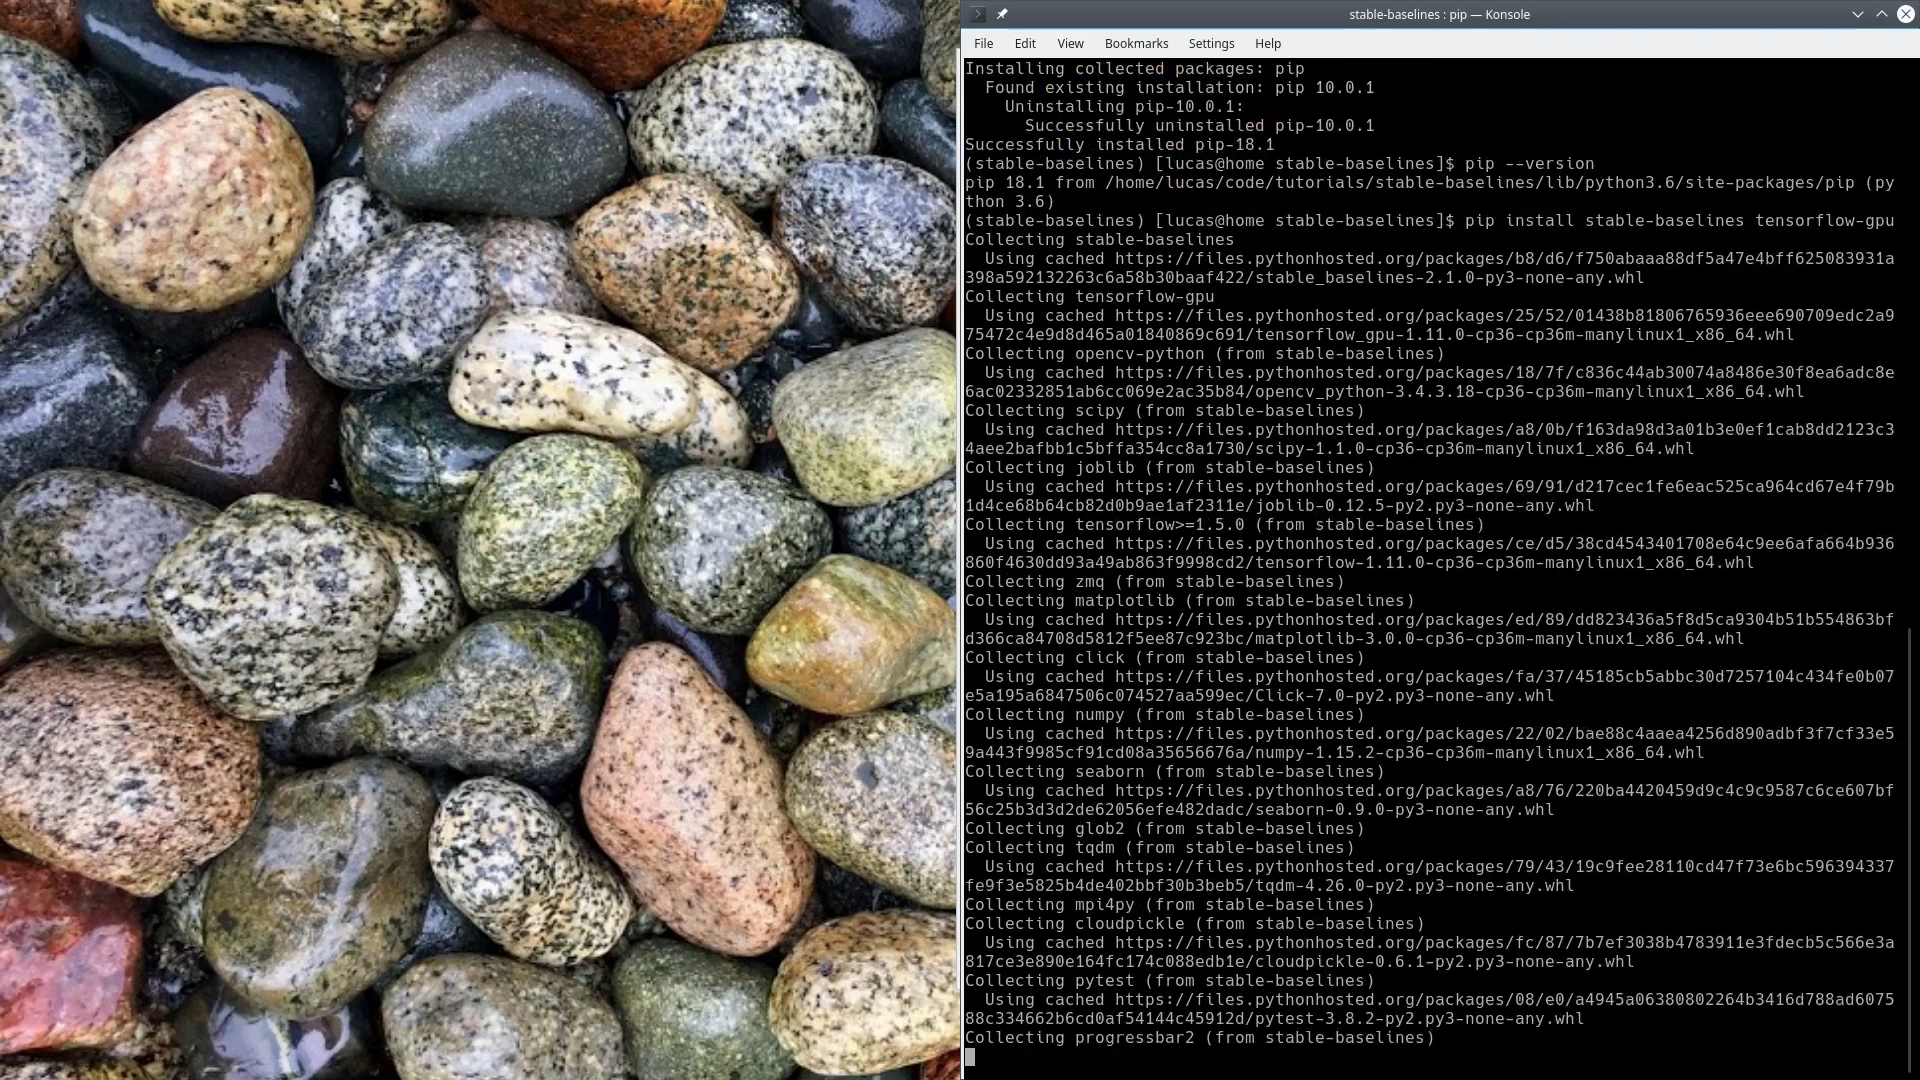 stable-baselines : pip — Konsole
File Edit View Bookmarks Settings Help
Installing collected packages: pip
Found existing installation: pip 10.0.1
Uninstalling pip-10.0.1:
Successfully uninstalled pip-10.0.1
Successfully installed pip-18.1
(stable-baselines) [lucas@home stable-baselines]$ pip --version
pip 18.1 from /home/lucas/code/tutorials/stable-baselines/lib/python3.6/site-packages/pip (py
thon 3.6)
(stable-baselines) [lucas@home stable-baselines]$ pip install stable-baselines tensorflow-gpu
Collecting stable-baselines
Using cached https://files.pythonhosted.org/packages/b8/d6/f750abaaa88df5a47e4bff625083931a
398a592132263c6a58b30baaf422/stable_baselines-2.1.0-py3-none-any.whl
Collecting tensorflow-gpu
Using cached https://files.pythonhosted.org/packages/25/52/01438b81806765936eee690709edc2a9
75472c4e9d8d465a01840869c691/tensorflow_gpu-1.11.0-cp36-cp36m-manylinux1_x86_64.whl
Collecting opencv-python (from stable-baselines)
Using cached https://files.pythonhosted.org/packages/18/7f/c836c44ab30074a8486e30f8ea6adc8e
6ac02332851ab6cc069e2ac35b84/opencv_python-3.4.3.18-cp36-cp36m-manylinux1_x86_64.whl
Collecting scipy (from stable-baselines)
Using cached https://files.pythonhosted.org/packages/a8/0b/f163da98d3a01b3e0ef1cab8dd2123c3
4aee2bafbb1c5bffa354cc8a1730/scipy-1.1.0-cp36-cp36m-manylinux1_x86_64.whl
Collecting joblib (from stable-baselines)
Using cached https://files.pythonhosted.org/packages/69/91/d217cec1fe6eac525ca964cd67e4f79b
1d4ce68b64cb82d0b9ae1af2311e/joblib-0.12.5-py2.py3-none-any.whl
Collecting tensorflow>=1.5.0 (from stable-baselines)
Using cached https://files.pythonhosted.org/packages/ce/d5/38cd4543401708e64c9ee6afa664b936
860f4630dd93a49ab863f9998cd2/tensorflow-1.11.0-cp36-cp36m-manylinux1_x86_64.whl
Collecting zmq (from stable-baselines)
Collecting matplotlib (from stable-baselines)
Using cached https://files.pythonhosted.org/packages/ed/89/dd823436a5f8d5ca9304b51b554863bf
d366ca84708d5812f5ee87c923bc/matplotlib-3.0.0-cp36-cp36m-manylinux1_x86_64.whl
Collecting click (from stable-baselines)
Using cached https://files.pythonhosted.org/packages/fa/37/45185cb5abbc30d7257104c434fe0b07
e5a195a6847506c074527aa599ec/Click-7.0-py2.py3-none-any.whl
Collecting numpy (from stable-baselines)
Using cached https://files.pythonhosted.org/packages/22/02/bae88c4aaea4256d890adbf3f7cf33e5
9a443f9985cf91cd08a35656676a/numpy-1.15.2-cp36-cp36m-manylinux1_x86_64.whl
Collecting seaborn (from stable-baselines)
Using cached https://files.pythonhosted.org/packages/a8/76/220ba4420459d9c4c9c9587c6ce607bf
56c25b3d3d2de62056efe482dadc/seaborn-0.9.0-py3-none-any.whl
Collecting glob2 (from stable-baselines)
Collecting tqdm (from stable-baselines)
Using cached https://files.pythonhosted.org/packages/79/43/19c9fee28110cd47f73e6bc596394337
fe9f3e5825b4de402bbf30b3beb5/tqdm-4.26.0-py2.py3-none-any.whl
Collecting mpi4py (from stable-baselines)
Collecting cloudpickle (from stable-baselines)
Using cached https://files.pythonhosted.org/packages/fc/87/7b7ef3038b4783911e3fdecb5c566e3a
817ce3e890e164fc174c088edb1e/cloudpickle-0.6.1-py2.py3-none-any.whl
Collecting pytest (from stable-baselines)
Using cached https://files.pythonhosted.org/packages/08/e0/a4945a06380802264b3416d788ad6075
88c334662b6cd0af54144c45912d/pytest-3.8.2-py2.py3-none-any.whl
Collecting progressbar2 (from stable-baselines)